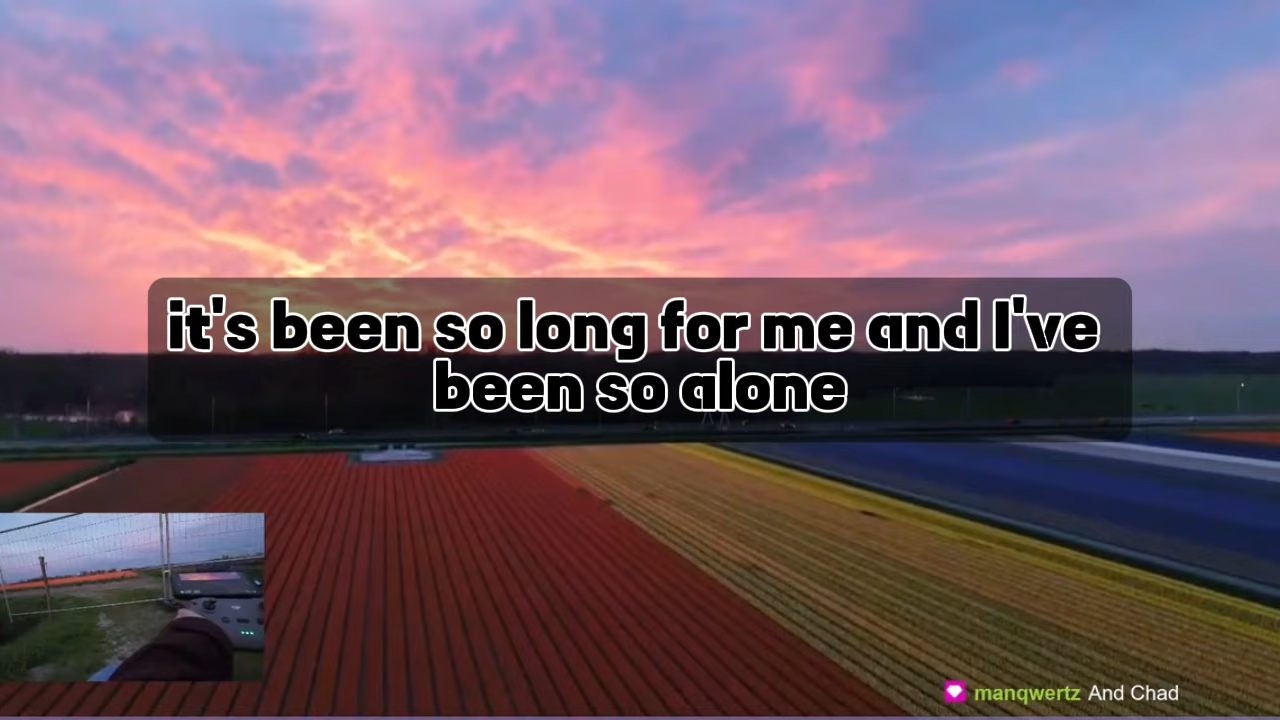 it's been so long for me and I've
been so alone
manqwertz And Chad